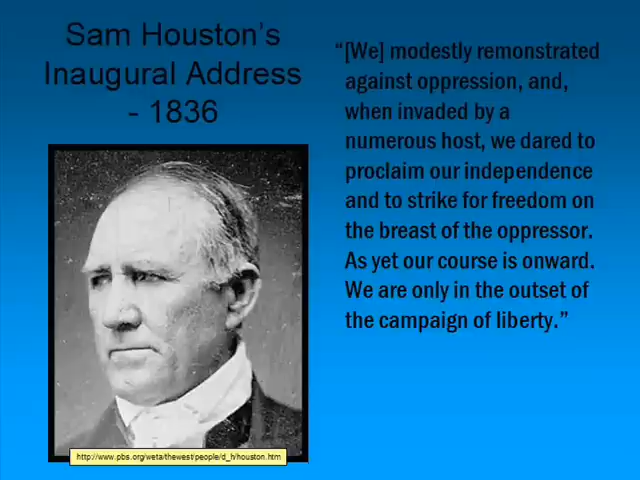 Sam Houston's
Inaugural Address
- 1836
“[We] modestly remonstrated
against oppression, and,
when invaded by a
numerous host, we dared to
proclaim our independence
and to strike for freedom on
the breast of the oppressor.
As yet our course is onward.
We are only in the outset of
the campaign of liberty.”
http://www.pbs.org/weta/thewest/people/d_h/houston.htm